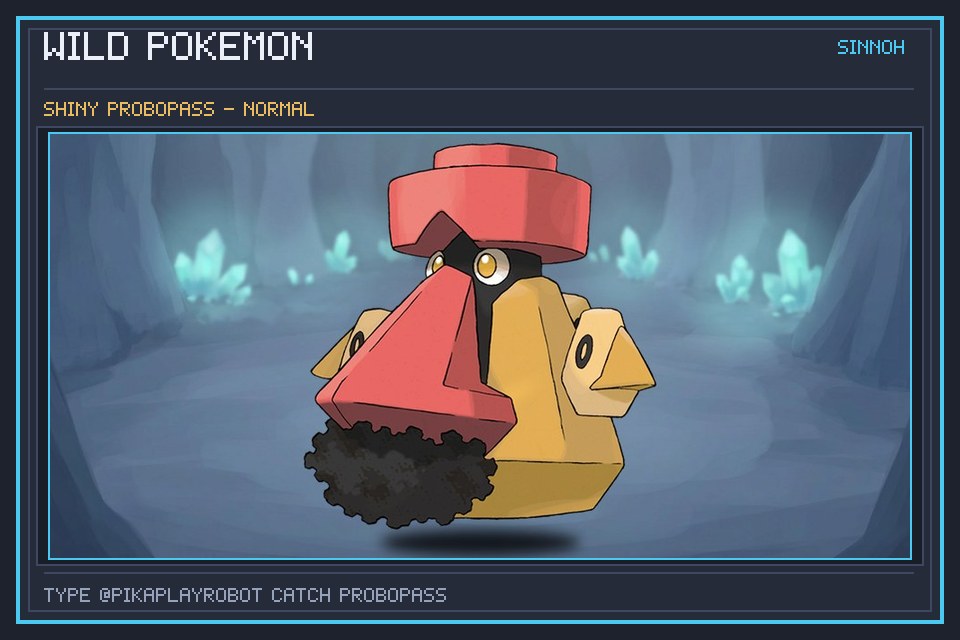 WILD POKEMON
SINNOH
SHINY PROBOPASS - NORMAL
TYPE @PIKAPLAYROBOT CATCH PROBOPASS